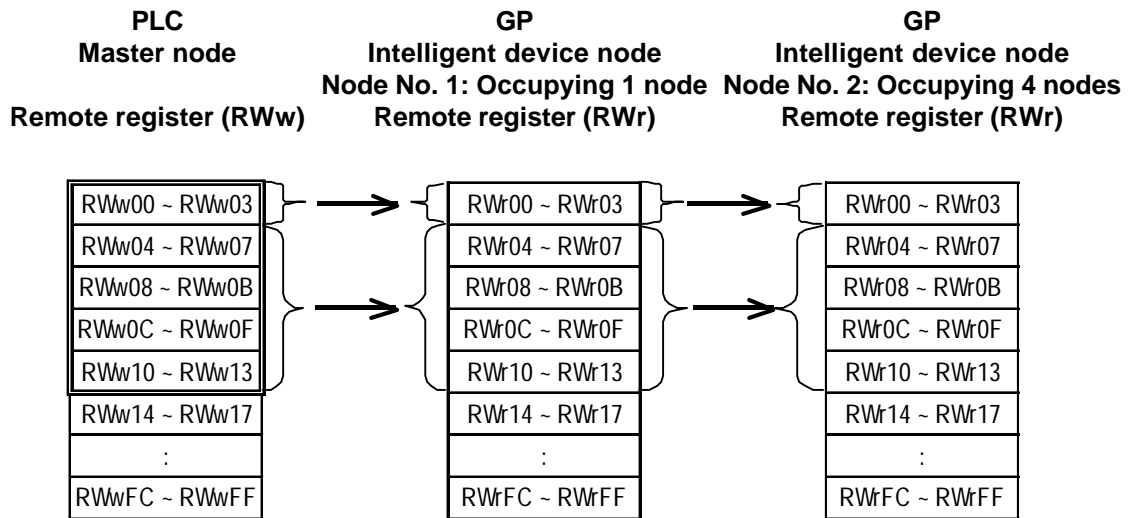 PLC
Master node
Remote register (RWw)
GP
Intelligent device node
Node No. 1: Occupying 1 node
Remote register (RWr)
GP
Intelligent device node
Node No. 2: Occupying 4 nodes
Remote register (RWr)
RWw00 ~ RWw03
RWw04 ~ RWw07
RWw08 ~ RWw0B
RWw0C ~ RWw0F
RWw10 ~ RWw13
RWw14 ~ RWw17
:
RWwFC ~ RWwFF
RWr00 ~ RWr03
RWr04 ~ RWr07
RWr08 ~ RWr0B
RWr0C ~ RWr0F
RWr10 ~ RWr13
RWr14 ~ RWr17
:
RWrFC ~ RWrFF
RWr00 ~ RWr03
RWr04 ~ RWr07
RWr08 ~ RWr0B
RWr0C ~ RWr0F
RWr10 ~ RWr13
RWr14 ~ RWr17
:
RWrFC ~ RWrFF